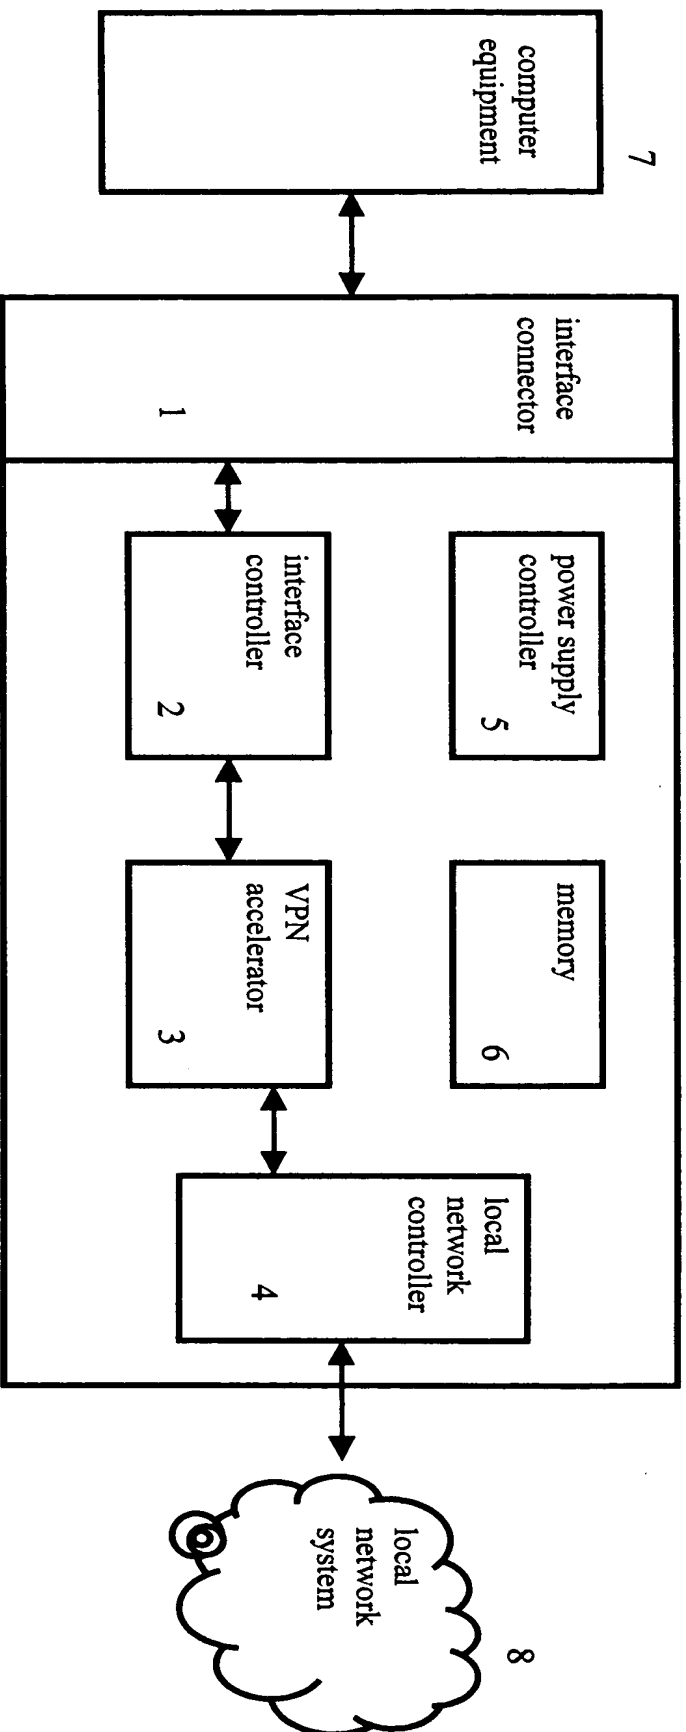 7
computer
equipment
interface
connector
1
power supply
controller
5
interface
controller
2
memory
6
VPN
accelerator
3
local
network
controller
4
local
network
system
8